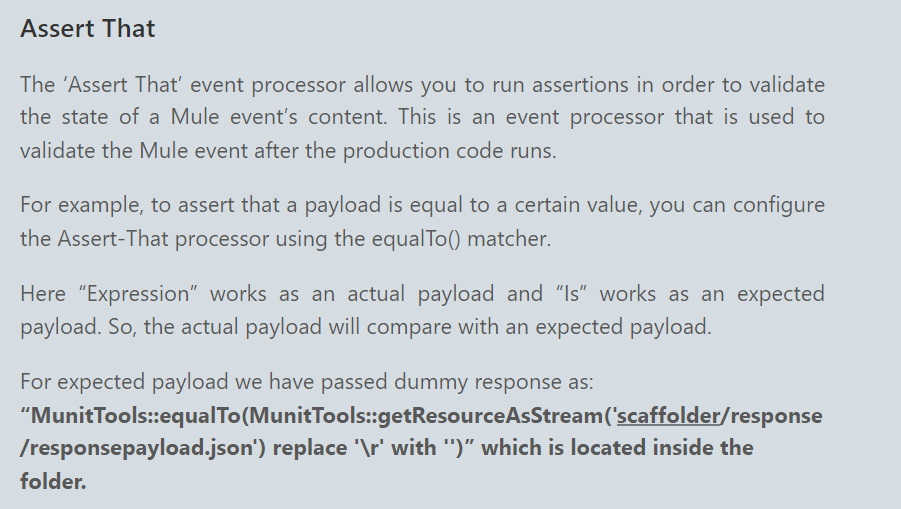 Assert That
The ‘Assert That’ event processor allows you to run assertions in order to validate
the state of a Mule event’s content. This is an event processor that is used to
validate the Mule event after the production code runs.
For example, to assert that a payload is equal to a certain value, you can configure
the Assert-That processor using the equalTo() matcher.
Here “Expression” works as an actual payload and “Is” works as an expected
payload. So, the actual payload will compare with an expected payload.
For expected payload we have passed dummy response as:
“MunitTools::equalTo(MunitTools::getResourceAsStream('scaffolder/response
/responsepayload.json') replace '\r' with '')” which is located inside the
folder.